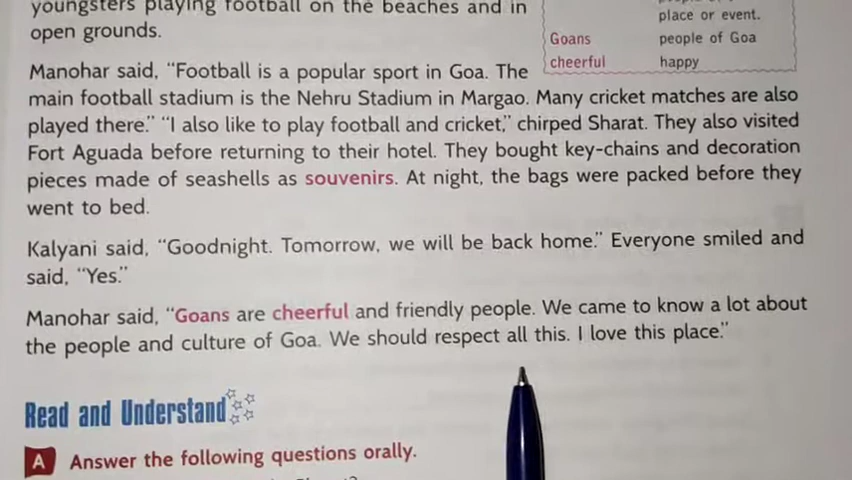 youngsters playing football on the beaches and in
open grounds.
place or event.
Goans people of Goa
cheerful happy
Manohar said, “Football is a popular sport in Goa. The
main football stadium is the Nehru Stadium in Margao. Many cricket matches are also
played there.” “I also like to play football and cricket,” chirped Sharat. They also visited
Fort Aguada before returning to their hotel. They bought key-chains and decoration
pieces made of seashells as souvenirs. At night, the bags were packed before they
went to bed.
Kalyani said, “Goodnight. Tomorrow, we will be back home.” Everyone smiled and
said, “Yes.”
Manohar said, “Goans are cheerful and friendly people. We came to know a lot about
the people and culture of Goa. We should respect all this. I love this place.”
Read and Understand
A Answer the following questions orally.